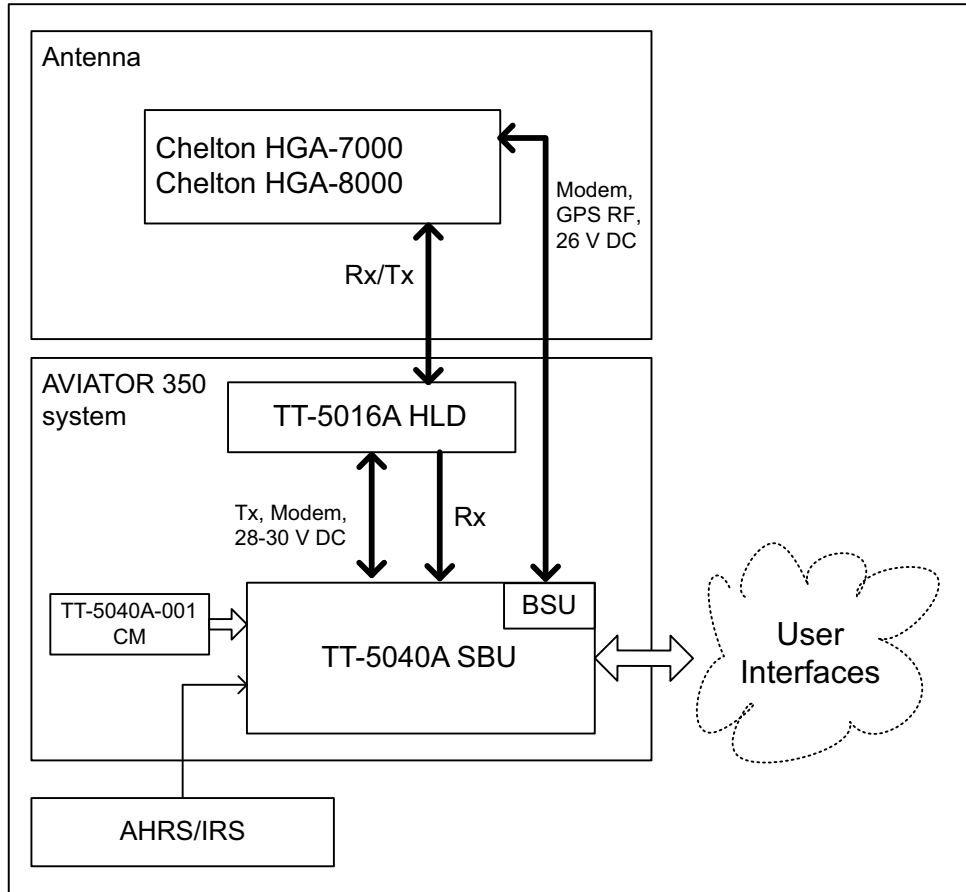 Antenna
Chelton HGA-7000
Chelton HGA-8000
Modem,
GPS RF,
26 V DC
Rx/Tx
AVIATOR 350
system
TT-5016A HLD
Tx, Modem,
28-30 V DC
Rx
BSU
TT-5040A-001
CM
TT-5040A SBU
User
Interfaces
AHRS/IRS